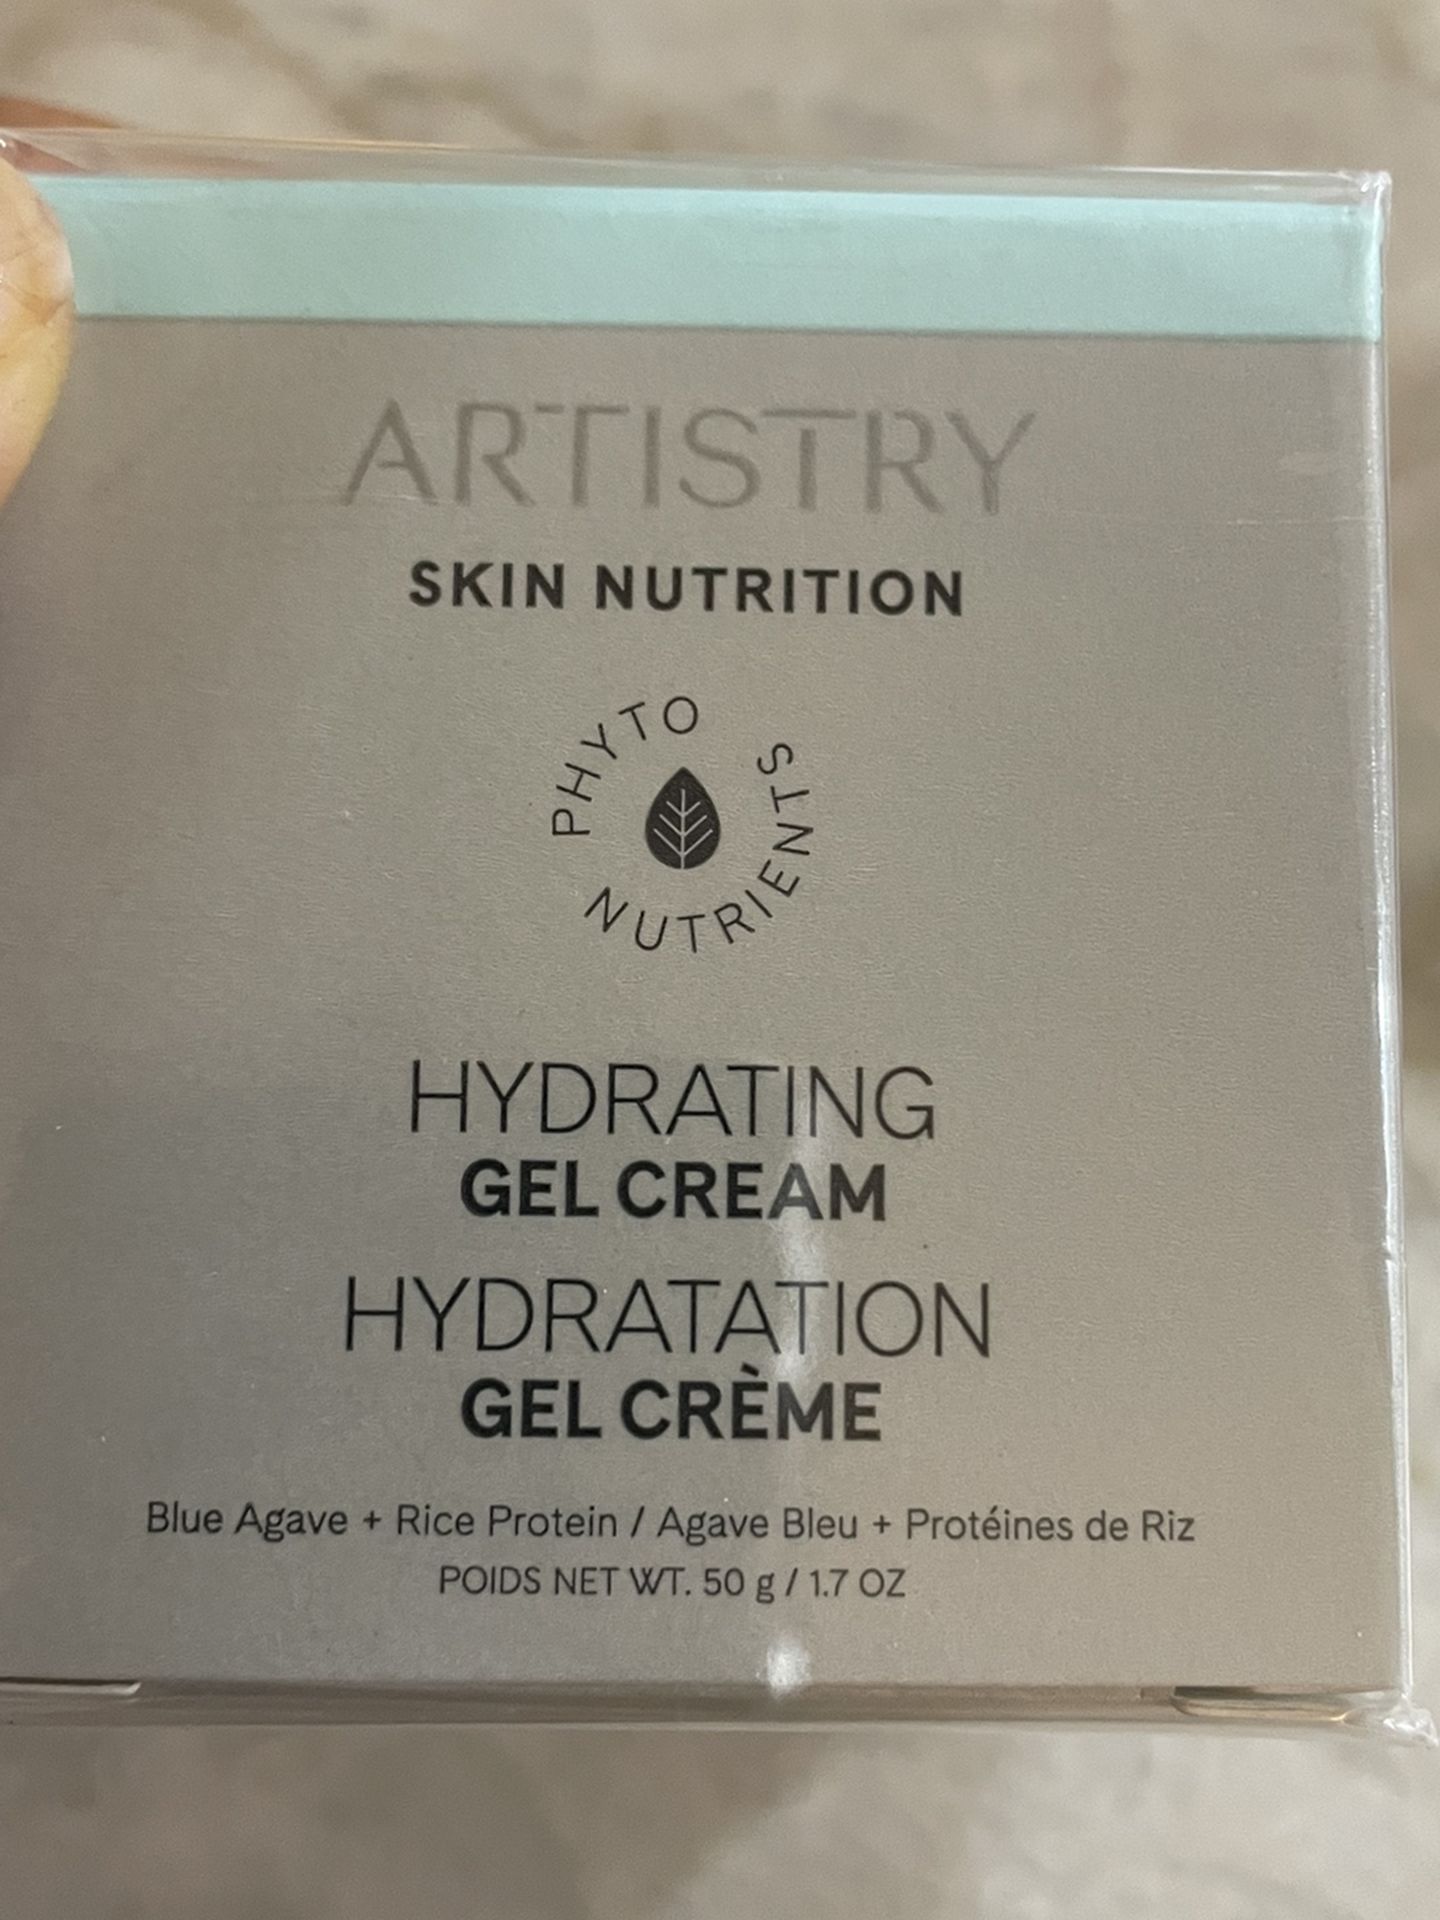 ARTISTRY
SKIN NUTRITION
PHYTO
NUTRIENTS
HYDRATING
GEL CREAM
HYDRATATION
GEL CRÈME
Blue Agave + Rice Protein / Agave Bleu + Protéines de Riz
POIDS NET WT. 50 g / 1.7 OZ